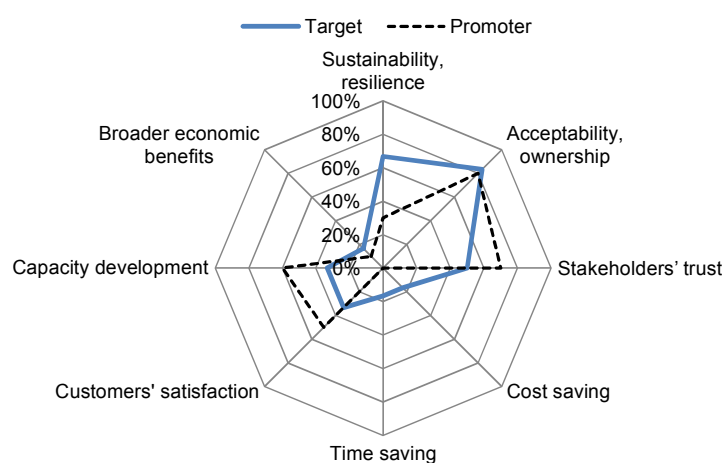 Target
Promoter
Sustainability,
resilience
100%
80%
60%
40%
20%
0%
Acceptability,
ownership
Stakeholders’ trust
Cost saving
Time saving
Customers' satisfaction
Capacity development
Broader economic
benefits